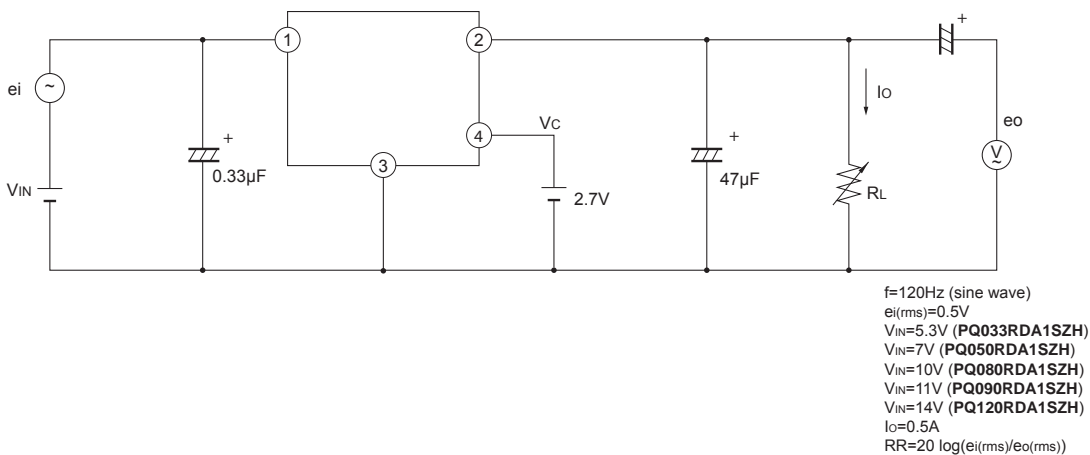 1
2
+
ei
~
+
0.33µF
VIN
3
4
VC
2.7V
+
47µF
IO
RL
eo
V
~
f=120Hz (sine wave)
ei(rms)=0.5V
VIN=5.3V (PQ033RDA1SZH)
VIN=7V (PQ050RDA1SZH)
VIN=10V (PQ080RDA1SZH)
VIN=11V (PQ090RDA1SZH)
VIN=14V (PQ120RDA1SZH)
IO=0.5A
RR=20 log(ei(rms)/eo(rms))